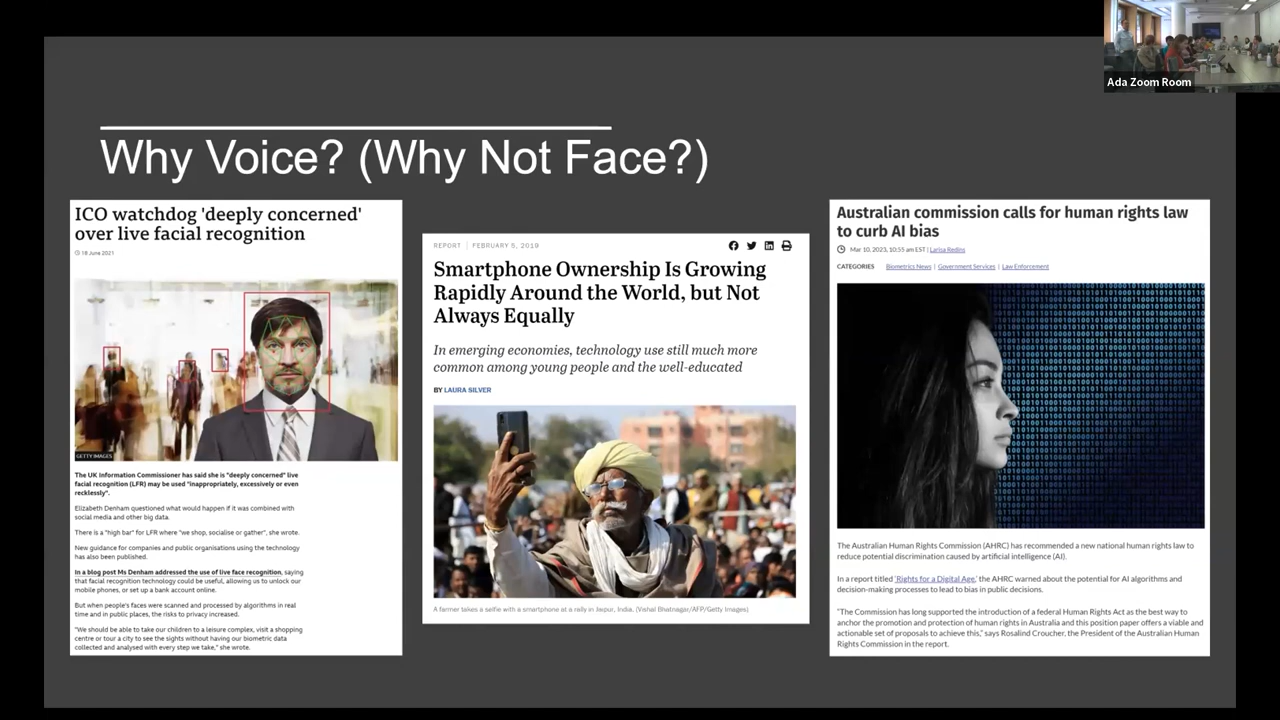 Ada Zoom Room
Why Voice? (Why Not Face?)
ICO watchdog 'deeply concerned'
over live facial recognition
18 June 2021
GETTY IMAGES
The UK Information Commissioner has said she is "deeply concerned" live
facial recognition (LFR) may be used "inappropriately, excessively or even
recklessly".
Elizabeth Denham questioned what would happen if it was combined with
social media and other big data.
There is a "high bar" for LFR where "we shop, socialise or gather", she wrote.
New guidance for companies and public organisations using the technology
has also been published.
In a blog post Ms Denham addressed the use of live face recognition, saying
that facial recognition technology could be useful, allowing us to unlock our
mobile phones, or set up a bank account online.
But when people's faces were scanned and processed by algorithms in real
time and in public places, the risks to privacy increased.
"We should be able to take our children to a leisure complex, visit a shopping
centre or tour a city to see the sights without having our biometric data
collected and analysed with every step we take," she wrote.
REPORT | FEBRUARY 5, 2019
Smartphone Ownership Is Growing
Rapidly Around the World, but Not
Always Equally
In emerging economies, technology use still much more
common among young people and the well-educated
BY LAURA SILVER
A farmer takes a selfie with a smartphone at a rally in Jaipur, India. (Vishal Bhatnagar/AFP/Getty Images)
Australian commission calls for human rights law
to curb AI bias
Mar 10, 2023, 10:55 am EST | Larisa Redins
CATEGORIES Biometrics News | Government Services | Law Enforcement
The Australian Human Rights Commission (AHRC) has recommended a new national human rights law to
reduce potential discrimination caused by artificial intelligence (AI).
In a report titled 'Rights for a Digital Age,' the AHRC warned about the potential for AI algorithms and
decision-making processes to lead to bias in public decisions.
"The Commission has long supported the introduction of a federal Human Rights Act as the best way to
anchor the promotion and protection of human rights in Australia and this position paper offers a viable and
actionable set of proposals to achieve this," says Rosalind Croucher, the President of the Australian Human
Rights Commission in the report.